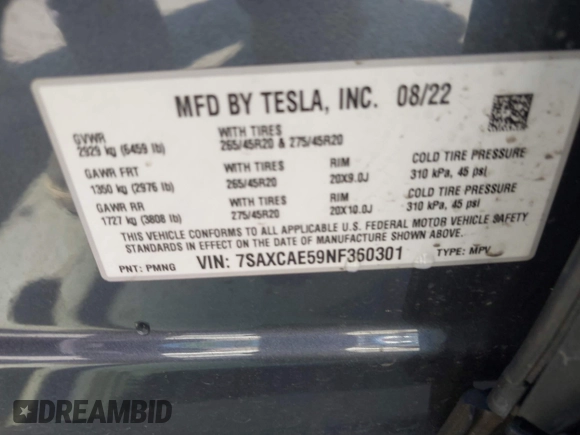 MFD BY TESLA, INC. 08/22
GVWR
2929 kg (6459 lb)
WITH TIRES
265/45R20 & 275/45R20
GAWR FRT
1350 kg (2976 lb)
WITH TIRES
265/45R20
RIM
20X9.0J
COLD TIRE PRESSURE
310 kPa, 45 psi
GAWR RR
1727 kg (3808 lb)
WITH TIRES
275/45R20
RIM
20X10.0J
COLD TIRE PRESSURE
310 kPa, 45 psi
THIS VEHICLE CONFORMS TO ALL APPLICABLE U.S. FEDERAL MOTOR VEHICLE SAFETY
STANDARDS IN EFFECT ON THE DATE OF MANUFACTURE SHOWN ABOVE.
PNT: PMNG VIN: 7SAXCAE59NF360301 TYPE: MPV
DREAMBID